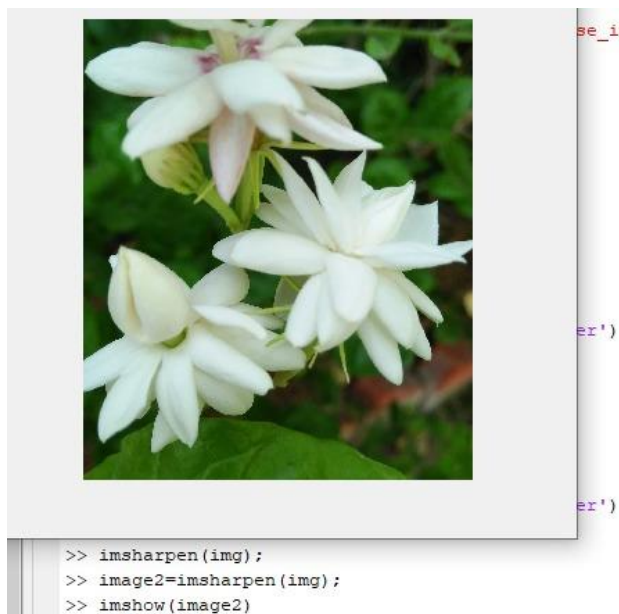 se_i
er')
er')
>> imsharpen(img);
>> image2=imsharpen(img);
>> imshow(image2)